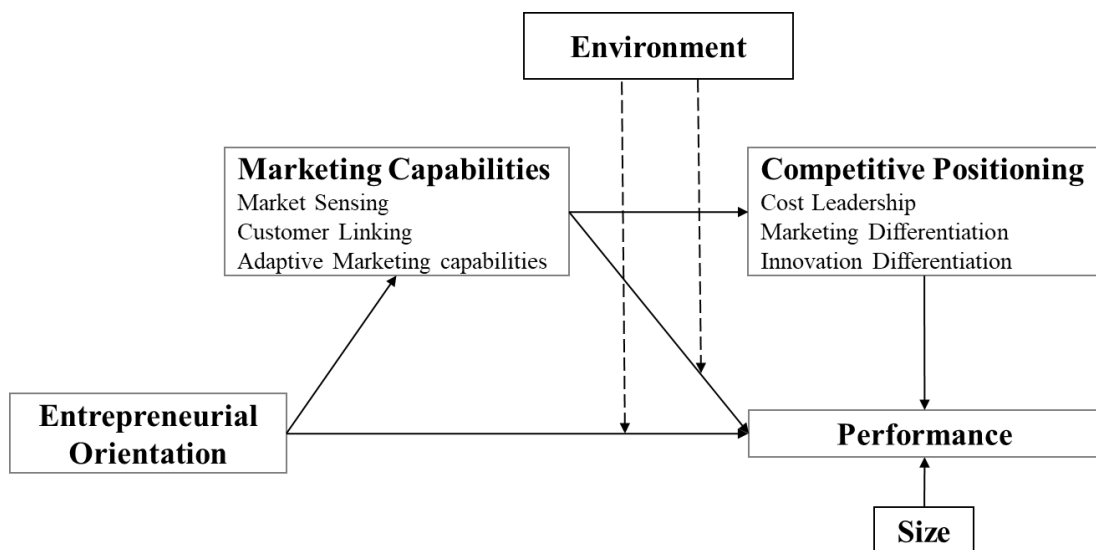 Environment
Marketing Capabilities
Market Sensing
Customer Linking
Adaptive Marketing capabilities
Competitive Positioning
Cost Leadership
Marketing Differentiation
Innovation Differentiation
Entrepreneurial
Orientation
Performance
Size